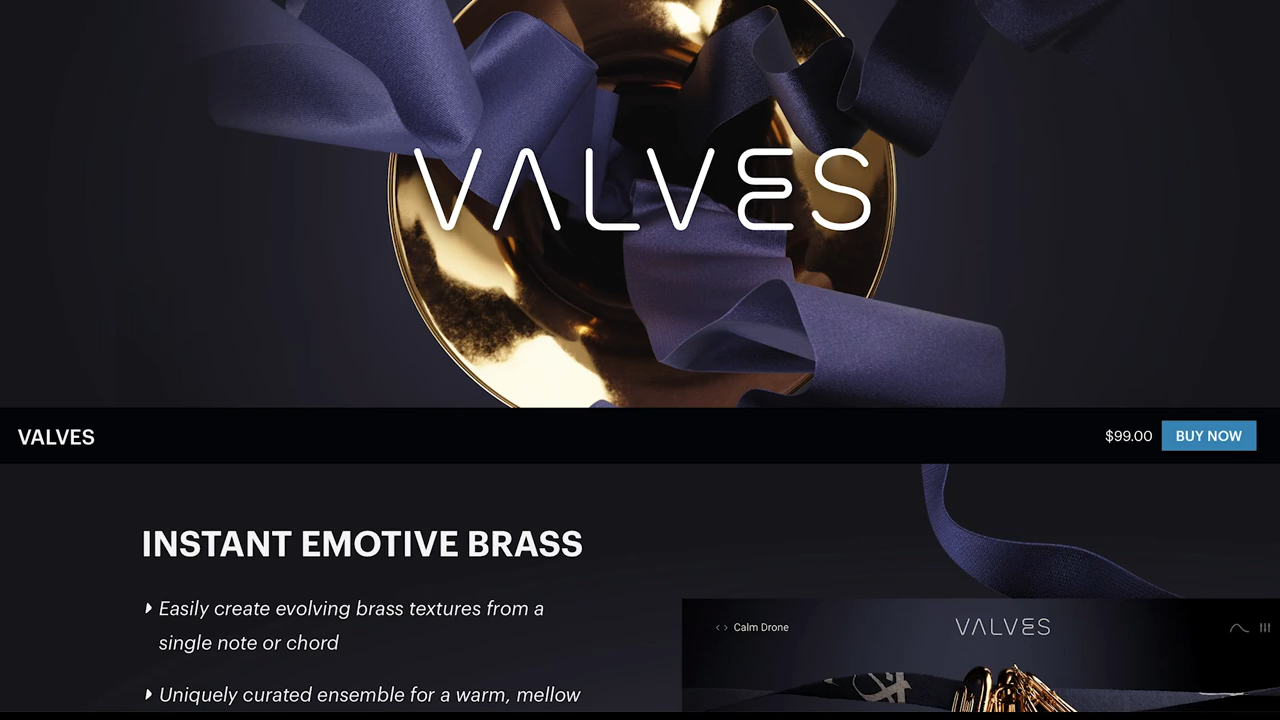 VALVES
VALVES
$99.00 BUY NOW
INSTANT EMOTIVE BRASS
Easily create evolving brass textures from a
single note or chord
Uniquely curated ensemble for a warm, mellow
Calm Drone
VALVES